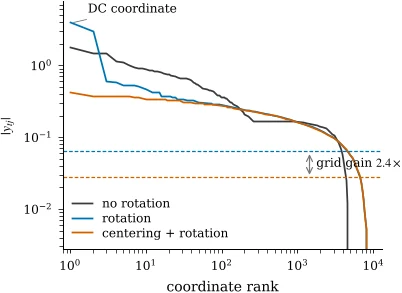 DC coordinate
|y_ij|
10⁰
10⁻¹
10⁻²
grid gain 2.4×
no rotation
rotation
centering + rotation
10⁰ 10¹ 10² 10³ 10⁴
coordinate rank